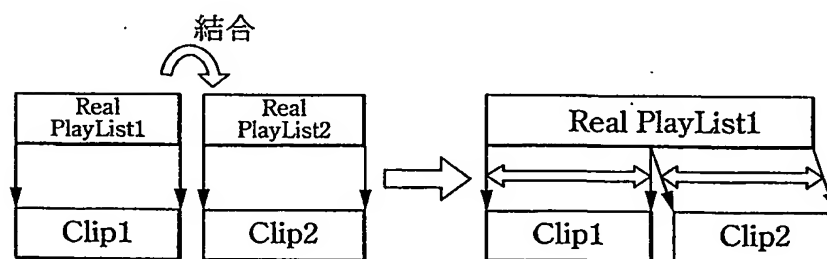 結合
Real
PlayList1
Real
PlayList2
Real PlayList1
Clip1
Clip2
Clip1
Clip2